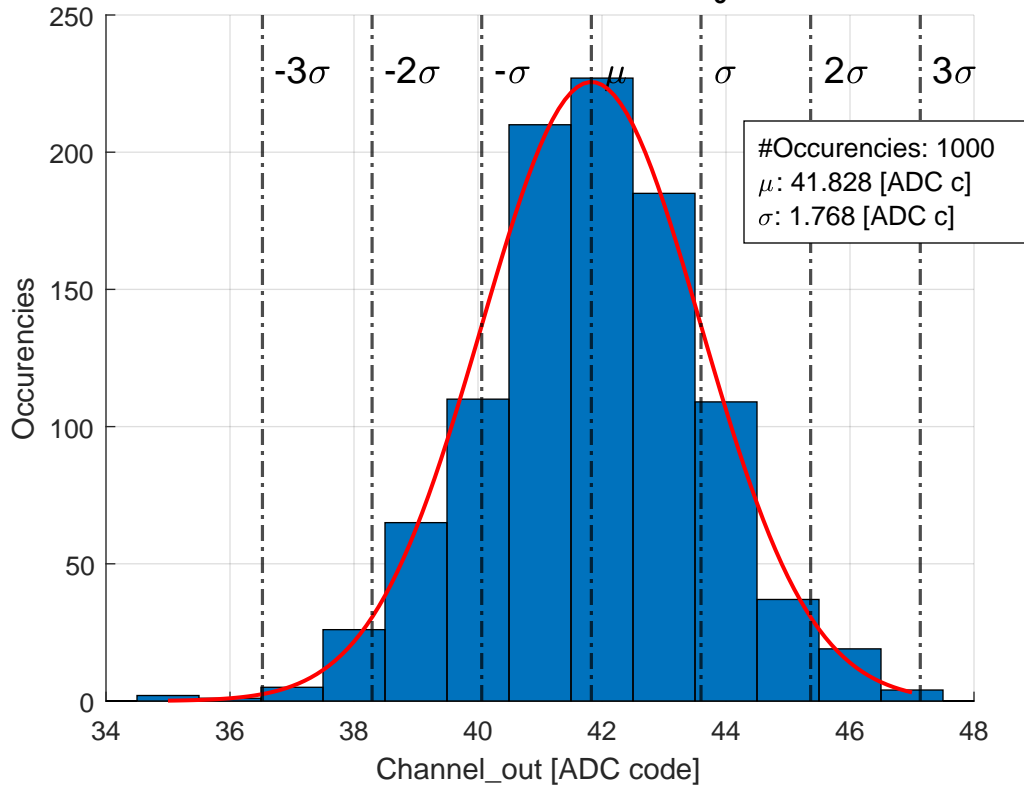 250
-3σ -2σ -σ μ σ 2σ 3σ
#Occurencies: 1000
μ: 41.828 [ADC c]
σ: 1.768 [ADC c]
200
150
100
50
0
Occurencies
34 36 38 40 42 44 46 48
Channel_out [ADC code]